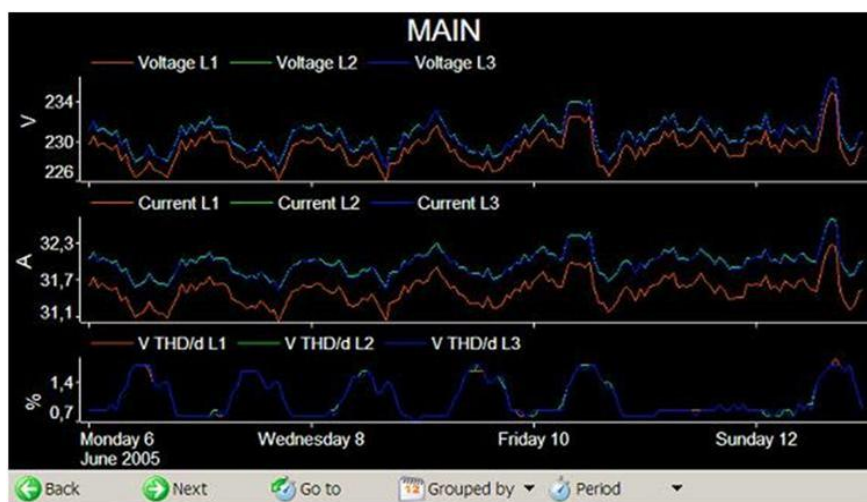 MAIN
Voltage L1 Voltage L2 Voltage L3
V
234
230
226
Current L1 Current L2 Current L3
A
32,3
31,7
31,1
V THD/d L1 V THD/d L2 V THD/d L3
%
1,4
0,7
Monday 6 Wednesday 8 Friday 10 Sunday 12
June 2005
Back Next Go to 12 Grouped by Period